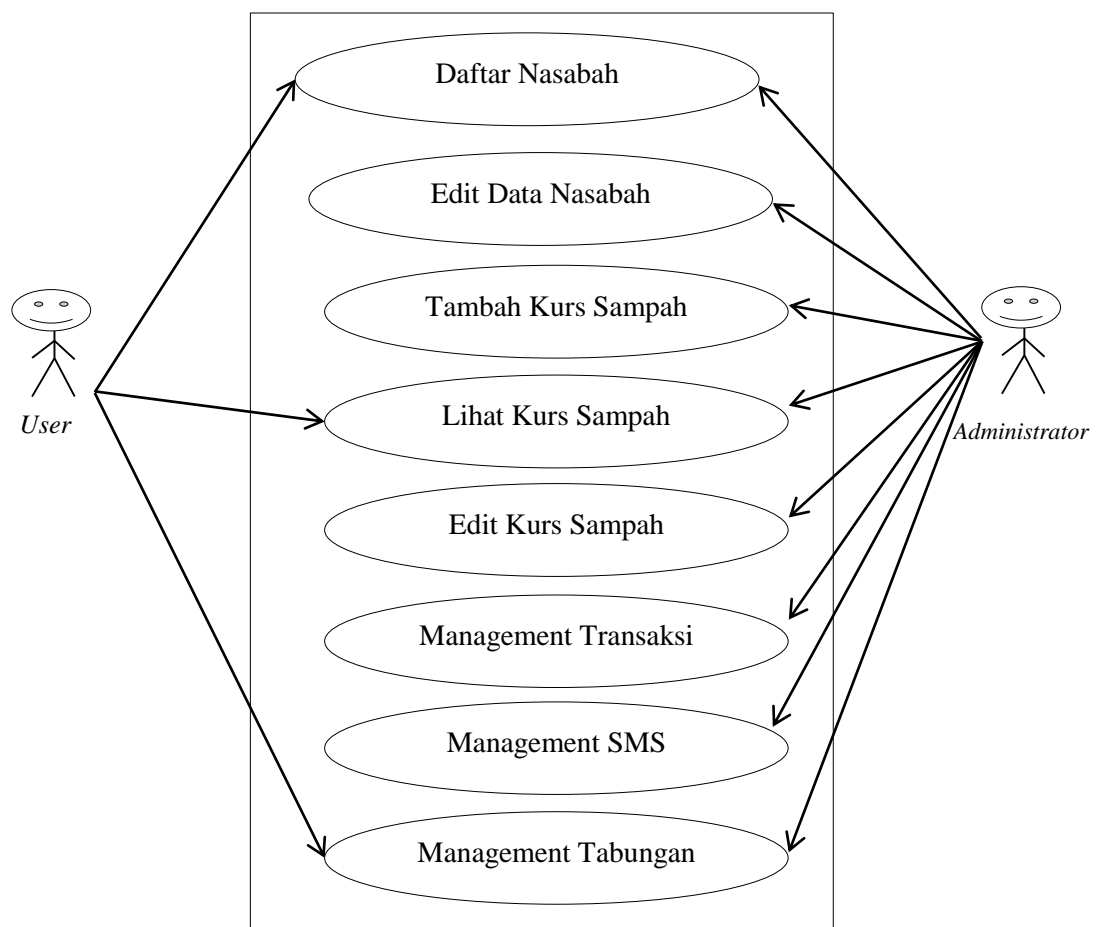 Daftar Nasabah
Edit Data Nasabah
Tambah Kurs Sampah
Lihat Kurs Sampah
User
Administrator
Edit Kurs Sampah
Management Transaksi
Management SMS
Management Tabungan